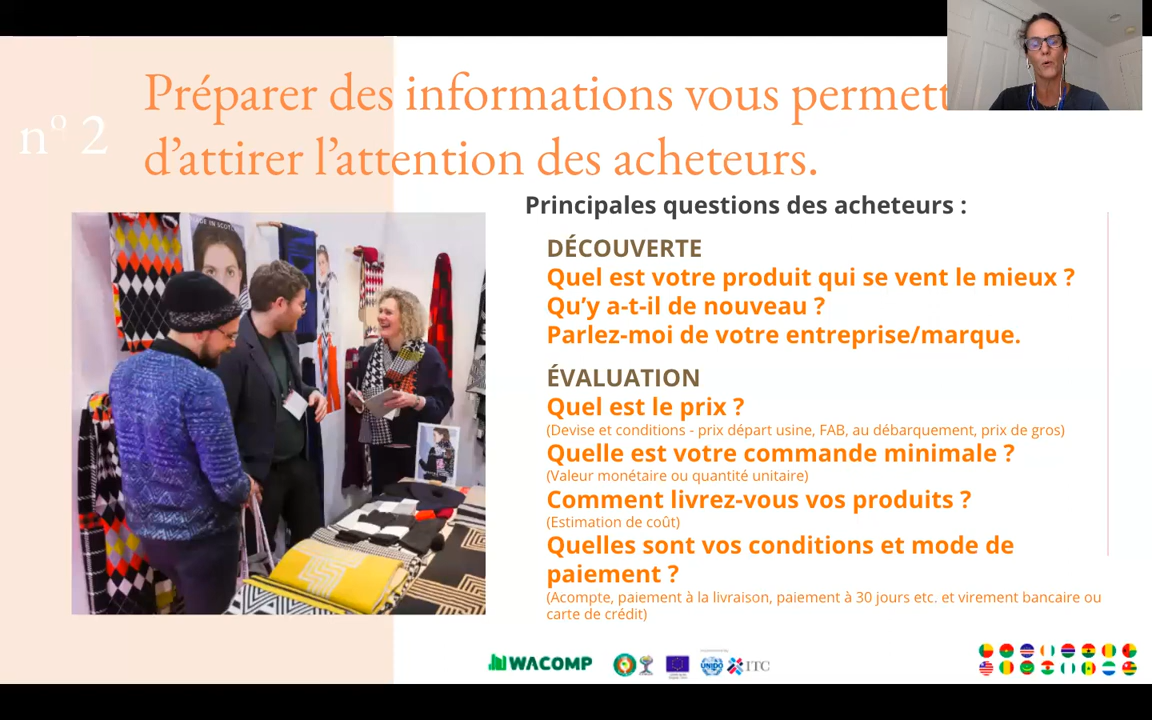 nº 2
Préparer des informations vous permett
d’attirer l’attention des acheteurs.
Principales questions des acheteurs :
DÉCOUVERTE
Quel est votre produit qui se vent le mieux ?
Qu’y a-t-il de nouveau ?
Parlez-moi de votre entreprise/marque.
ÉVALUATION
Quel est le prix ?
(Devise et conditions - prix départ usine, FAB, au débarquement, prix de gros)
Quelle est votre commande minimale ?
(Valeur monétaire ou quantité unitaire)
Comment livrez-vous vos produits ?
(Estimation de coût)
Quelles sont vos conditions et mode de
paiement ?
(Acompte, paiement à la livraison, paiement à 30 jours etc. et virement bancaire ou
carte de crédit)
WACOMP
UNIDO
ITC